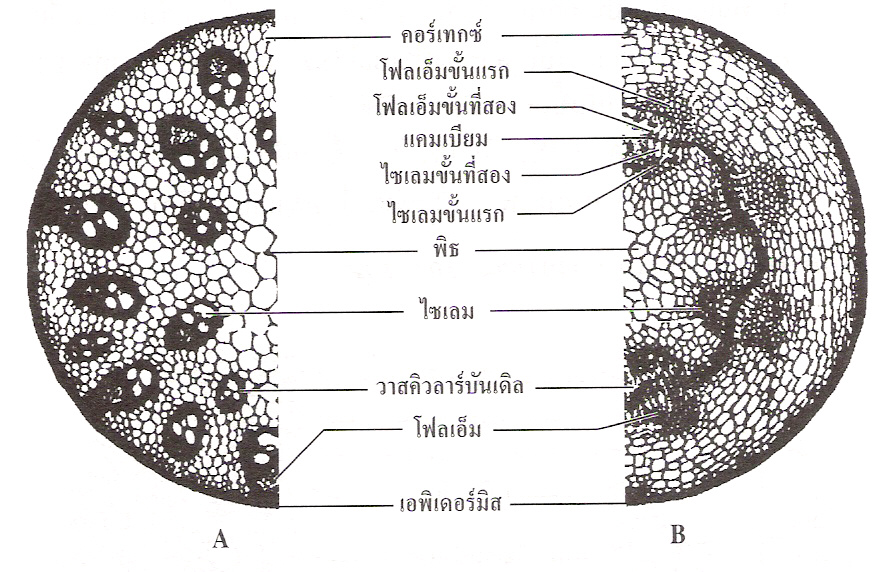 คอร์เทกซ์
โฟลเอ็มขั้นแรก
โฟลเอ็มขั้นที่สอง
แคมเบียม
ไซเลมขั้นที่สอง
ไซเลมขั้นแรก
พิธ
ไซเลม
วาสคิวลาร์บันเดิล
โฟลเอ็ม
เอพิเดอร์มิส
A
B